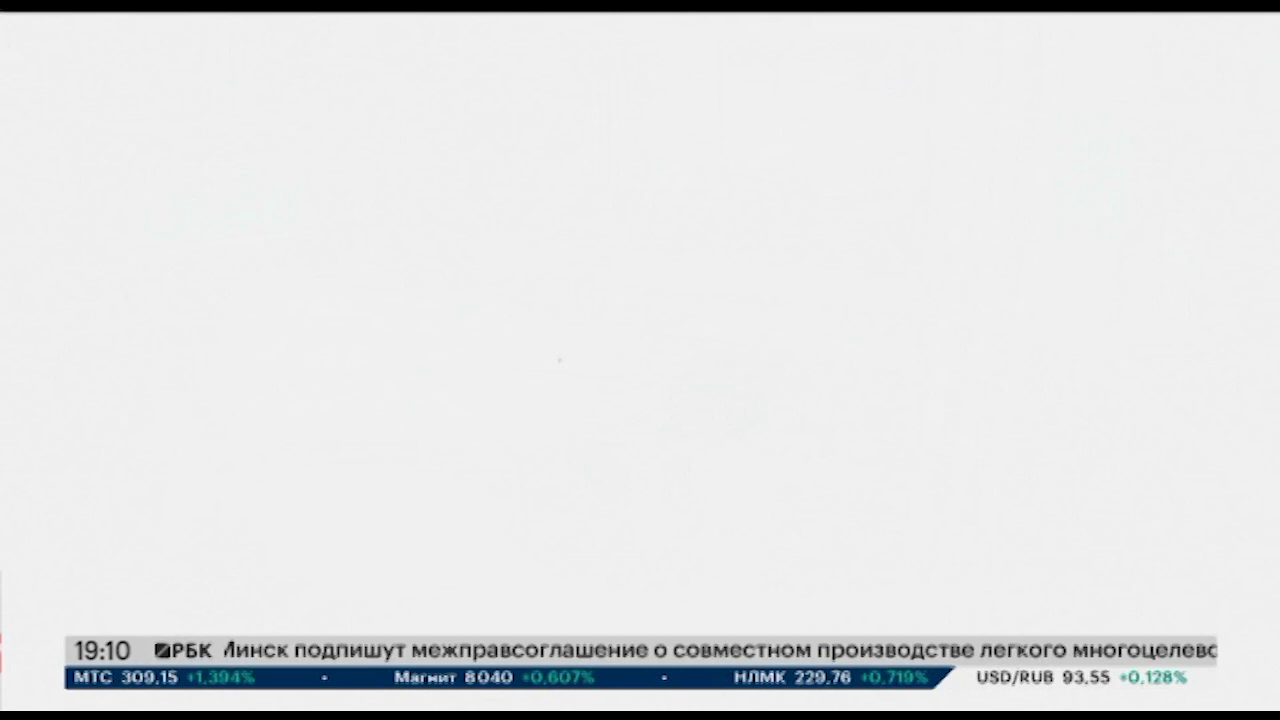 19:10 РБК Минск подпишут межправсоглашение о совместном производстве легкого многоцелево
МТС 309,15 +1,394% · Магнит 8040 +0,607% · НЛМК 229,76 +0,719% USD/RUB 93,55 +0,128%